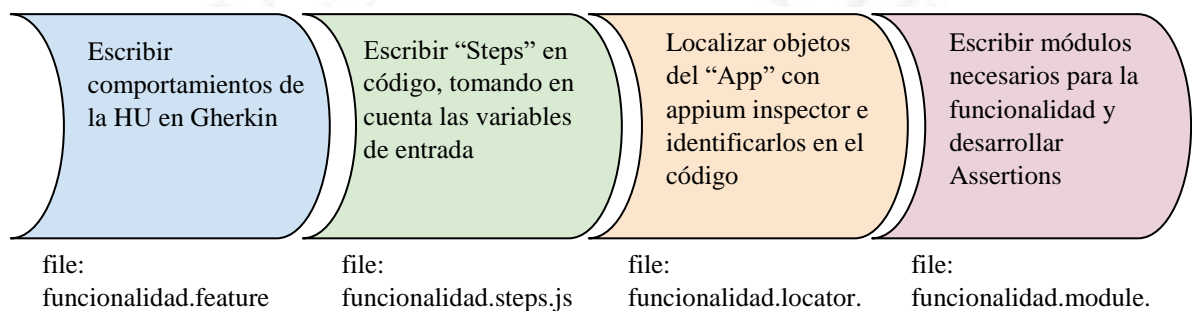 Escribir
comportamientos de
la HU en Gherkin
Escribir “Steps” en
código, tomando en
cuenta las variables
de entrada
Localizar objetos
del “App” con
appium inspector e
identificarlos en el
código
Escribir módulos
necesarios para la
funcionalidad y
desarrollar
Assertions
file:
funcionalidad.feature
file:
funcionalidad.steps.js
file:
funcionalidad.locator.
file:
funcionalidad.module.